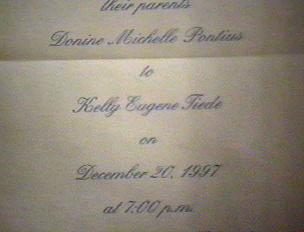 their parents
Donine Michelle Pontius
to
Kelly Eugene Tiede
on
December 20, 1997
at 7:00 p.m.